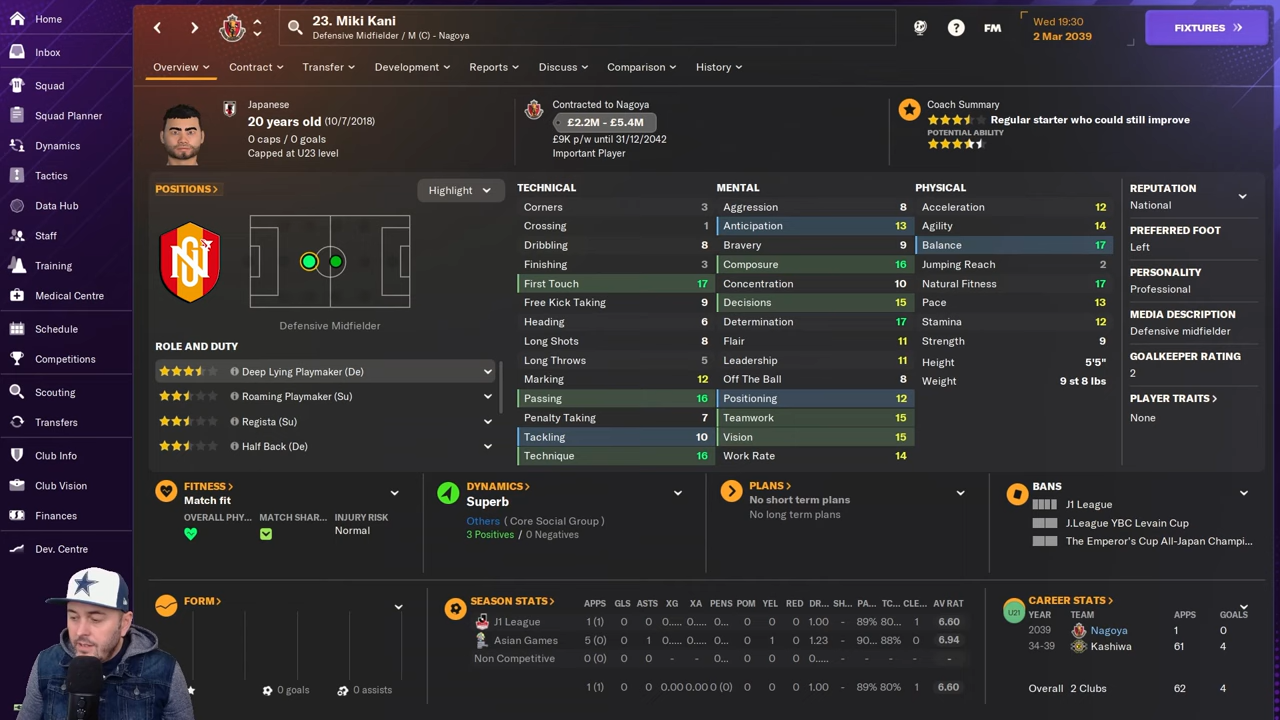 Home
Inbox
Squad
Squad Planner
Dynamics
Tactics
Data Hub
Staff
Training
Medical Centre
Schedule
Competitions
Scouting
Transfers
Club Info
Club Vision
Finances
Dev. Centre
23. Miki Kani
Defensive Midfielder / M (C) - Nagoya
?
FM
Wed 19:30
2 Mar 2039
FIXTURES
Overview
Contract
Transfer
Development
Reports
Discuss
Comparison
History
Japanese
20 years old (10/7/2018)
0 caps / 0 goals
Capped at U23 level
Contracted to Nagoya
£2.2M - £5.4M
£9K p/w until 31/12/2042
Important Player
Coach Summary
Regular starter who could still improve
POTENTIAL ABILITY
POSITIONS >
Highlight
Defensive Midfielder
ROLE AND DUTY
Deep Lying Playmaker (De)
Roaming Playmaker (Su)
Regista (Su)
Half Back (De)
TECHNICAL
Corners 3
Crossing 1
Dribbling 8
Finishing 3
First Touch 17
Free Kick Taking 9
Heading 6
Long Shots 8
Long Throws 5
Marking 12
Passing 16
Penalty Taking 7
Tackling 10
Technique 16
MENTAL
Aggression 8
Anticipation 13
Bravery 9
Composure 16
Concentration 10
Decisions 15
Determination 17
Flair 11
Leadership 11
Off The Ball 8
Positioning 12
Teamwork 15
Vision 15
Work Rate 14
PHYSICAL
Acceleration 12
Agility 14
Balance 17
Jumping Reach 2
Natural Fitness 17
Pace 13
Stamina 12
Strength 9
Height 5'5"
Weight 9 st 8 lbs
REPUTATION
National
PREFERRED FOOT
Left
PERSONALITY
Professional
MEDIA DESCRIPTION
Defensive midfielder
GOALKEEPER RATING
2
PLAYER TRAITS >
None
FITNESS >
Match fit
OVERALL PHY... MATCH SHAR... INJURY RISK
Normal
DYNAMICS >
Superb
Others ( Core Social Group )
3 Positives / 0 Negatives
PLANS >
No short term plans
No long term plans
BANS
J1 League
J.League YBC Levain Cup
The Emperor's Cup All-Japan Champi...
FORM >
0 goals 0 assists
SEASON STATS > APPS GLS ASTS XG XA PENS POM YEL RED DR... SH... PA... TC... CLE... AV RAT
J1 League 1 (1) 0 0 0.... 0.... 0... 0 0 0 1.00 - 89% 80... 1 6.60
Asian Games 5 (0) 0 1 0.... 0.... 0... 0 1 0 1.23 - 90... 88% 0 6.94
Non Competitive 0 (0) 0 0 - - 0... 0 0 0 0... - - - - -
1 (1) 0 0 0.00 0.00 0 (0) 0 0 0 1.00 - 89% 80% 1 6.60
U21
CAREER STATS >
YEAR TEAM APPS GOALS
2039 Nagoya 1 0
34-39 Kashiwa 61 4
Overall 2 Clubs 62 4